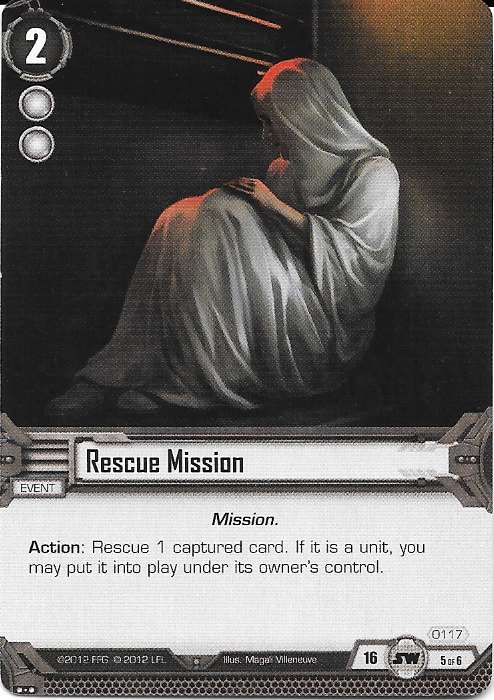 2
Rescue Mission
EVENT
Mission.
Action: Rescue 1 captured card. If it is a unit, you
may put it into play under its owner's control.
0117
©2012 FFG © 2012 LFL
Illus. Magali Villeneuve
16
SW
5 OF 6